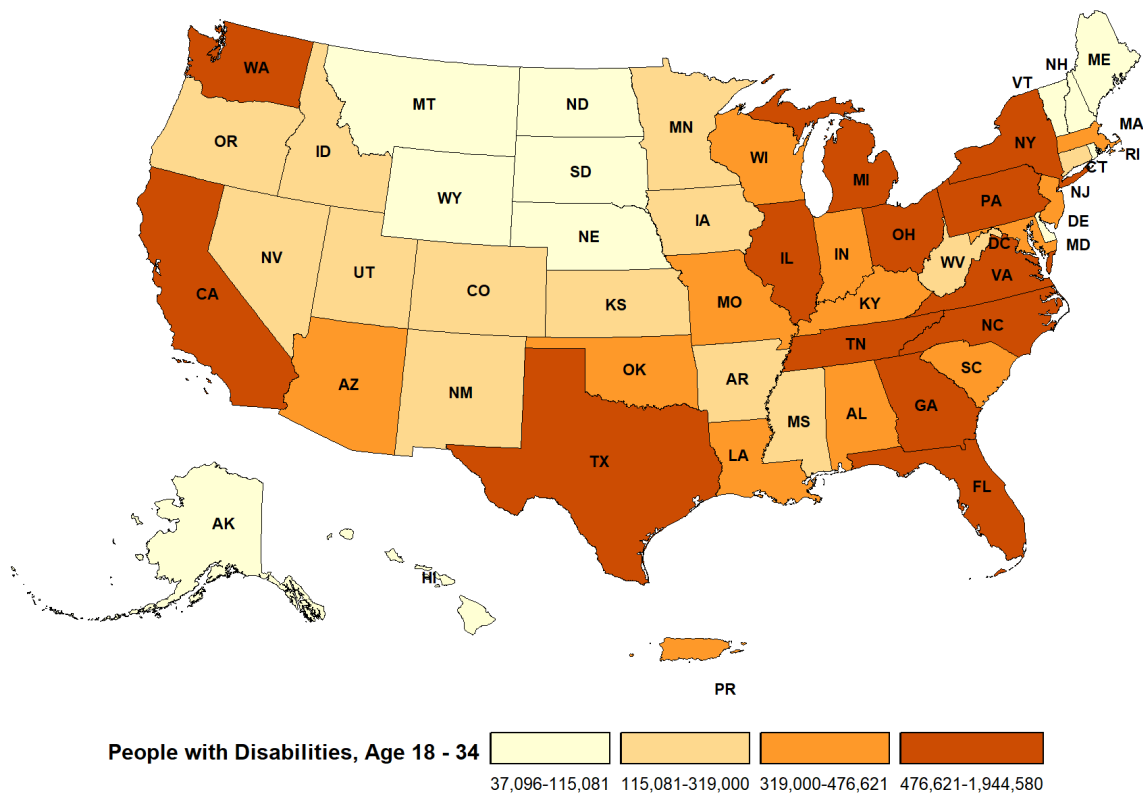 ME
NH
VT
WA
MT
ND
MA
MN
OR
NY
RI
ID
WI
CT
SD
MI
NJ
WY
PA
IA
DE
NE
OH
MD
DC
NV
IL
IN
WV
UT
VA
CO
CA
KS
MO
KY
NC
TN
OK
SC
AZ
AR
NM
GA
MS
AL
LA
TX
FL
AK
HI
PR
People with Disabilities, Age 18 - 34
37,096-115,081 115,081-319,000 319,000-476,621 476,621-1,944,580